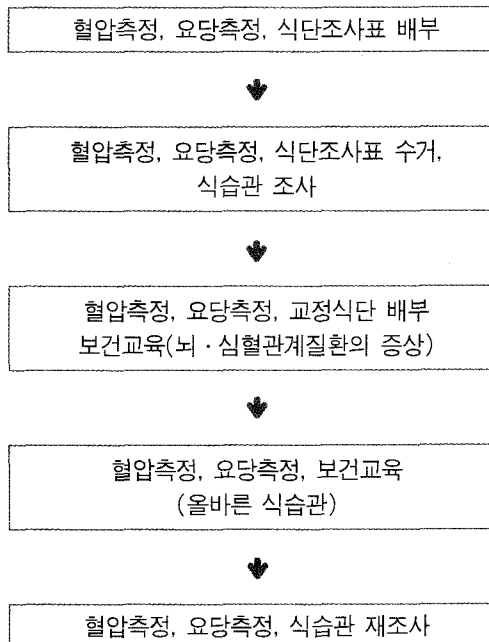 혈압측정, 요당측정, 식단조사표 배부
혈압측정, 요당측정, 식단조사표 수거,
식습관 조사
혈압측정, 요당측정, 교정식단 배부
보건교육(뇌 · 심혈관계질환의 증상)
혈압측정, 요당측정, 보건교육
(올바른 식습관)
혈압측정, 요당측정, 식습관 재조사